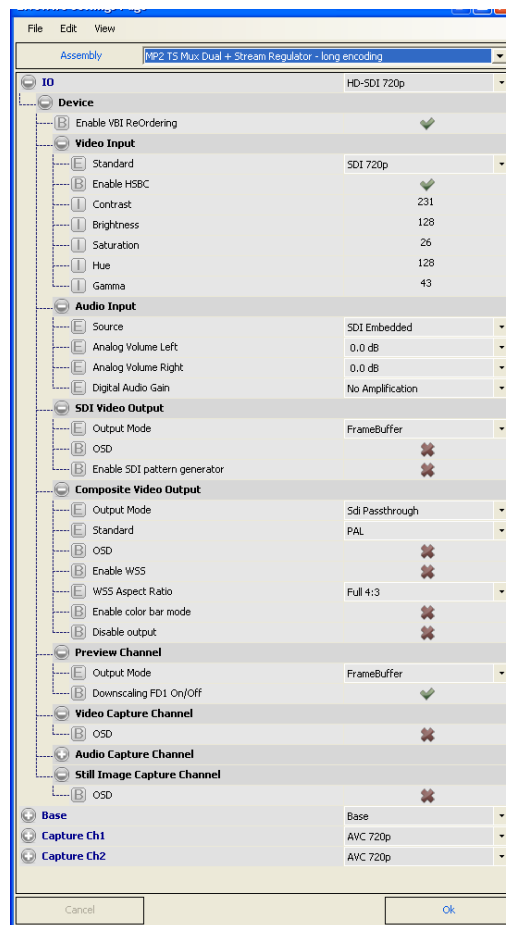 File Edit View
Assembly MP2 TS Mux Dual + Stream Regulator - long encoding
IO HD-SDI 720p
Device
B Enable VBI ReOrdering
Video Input
E Standard SDI 720p
B Enable HSBC
I Contrast 231
I Brightness 128
I Saturation 26
I Hue 128
I Gamma 43
Audio Input
E Source SDI Embedded
E Analog Volume Left 0.0 dB
E Analog Volume Right 0.0 dB
E Digital Audio Gain No Amplification
SDI Video Output
E Output Mode FrameBuffer
B OSD
B Enable SDI pattern generator
Composite Video Output
E Output Mode Sdi Passthrough
E Standard PAL
B OSD
B Enable WSS
E WSS Aspect Ratio Full 4:3
B Enable color bar mode
B Disable output
Preview Channel
E Output Mode FrameBuffer
B Downscaling FD1 On/Off
Video Capture Channel
B OSD
Audio Capture Channel
Still Image Capture Channel
B OSD
Base Base
Capture Ch1 AVC 720p
Capture Ch2 AVC 720p
Cancel Ok